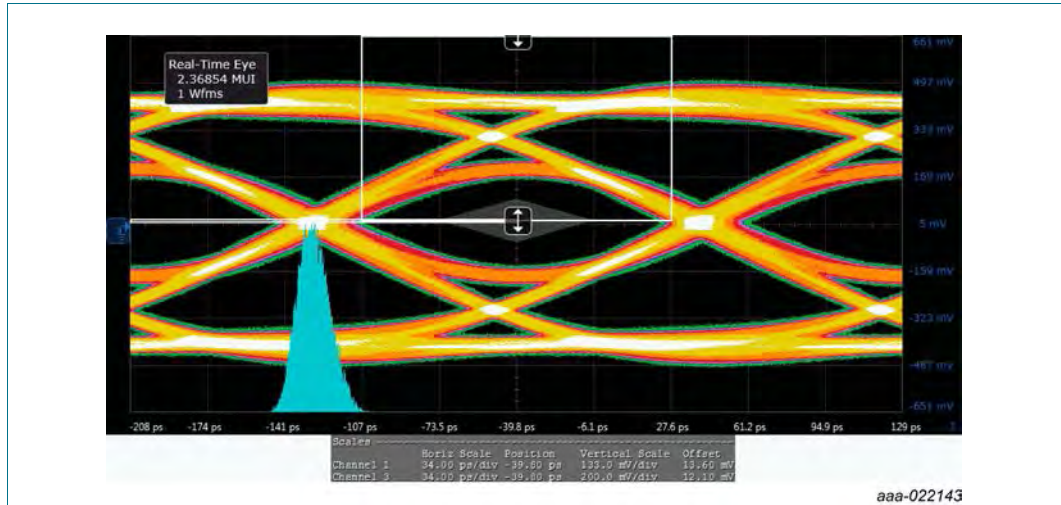 Real-Time Eye
2.36854 MUI
1 Wfms
661 mV
497 mV
333 mV
169 mV
5 mV
-159 mV
-323 mV
-487 mV
-651 mV
-208 ps -174 ps -141 ps -107 ps -73.5 ps -39.8 ps -6.1 ps 27.6 ps 61.2 ps 94.9 ps 129 ps
Scales
Horiz Scale Position Vertical Scale Offset
Channel 1 34.00 ps/div -39.80 ps 133.0 mV/div 13.60 mV
Channel 3 34.00 ps/div -39.80 ps 200.0 mV/div 12.10 mV
aaa-022143